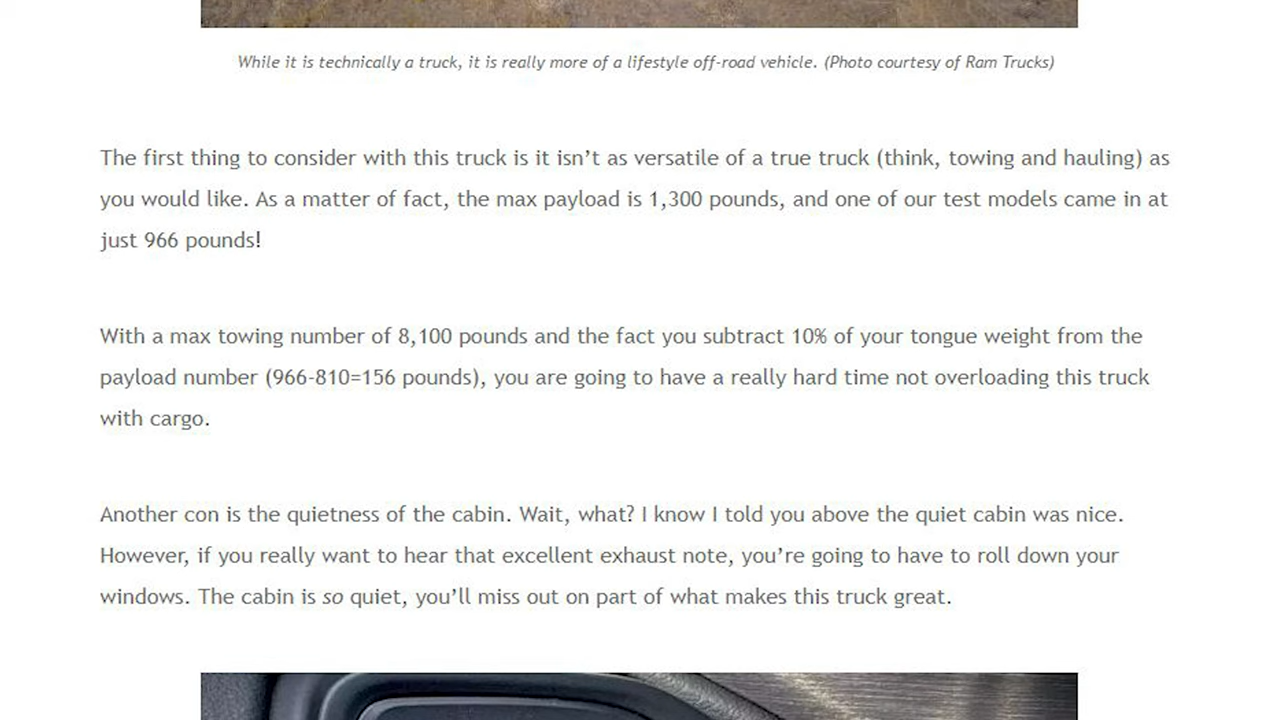 While it is technically a truck, it is really more of a lifestyle off-road vehicle. (Photo courtesy of Ram Trucks)
The first thing to consider with this truck is it isn’t as versatile of a true truck (think, towing and hauling) as
you would like. As a matter of fact, the max payload is 1,300 pounds, and one of our test models came in at
just 966 pounds!
With a max towing number of 8,100 pounds and the fact you subtract 10% of your tongue weight from the
payload number (966-810=156 pounds), you are going to have a really hard time not overloading this truck
with cargo.
Another con is the quietness of the cabin. Wait, what? I know I told you above the quiet cabin was nice.
However, if you really want to hear that excellent exhaust note, you’re going to have to roll down your
windows. The cabin is so quiet, you’ll miss out on part of what makes this truck great.